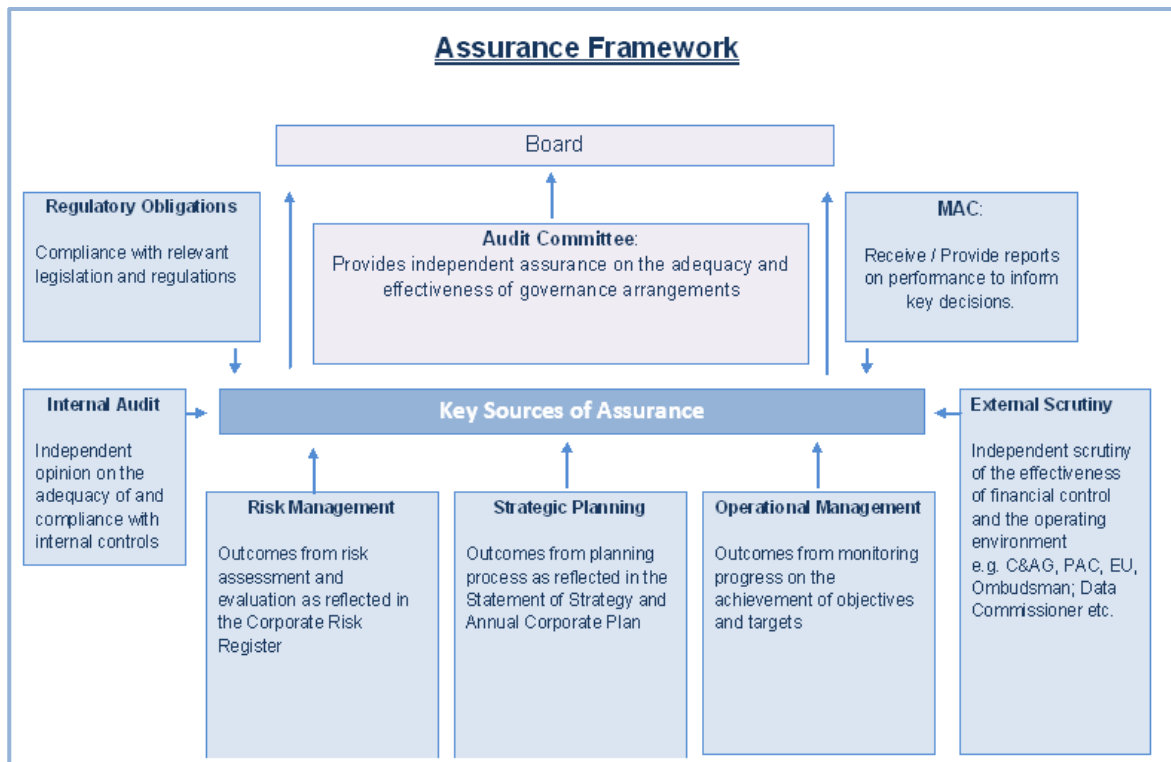 Assurance Framework
Board
Regulatory Obligations
Compliance with relevant
legislation and regulations
Audit Committee:
Provides independent assurance on the adequacy and
effectiveness of governance arrangements
MAC:
Receive / Provide reports
on performance to inform
key decisions.
Internal Audit
Independent
opinion on the
adequacy of and
compliance with
internal controls
Key Sources of Assurance
External Scrutiny
Independent scrutiny
of the effectiveness
of financial control
and the operating
environment
e.g. C&AG, PAC, EU,
Ombudsman; Data
Commissioner etc.
Risk Management
Outcomes from risk
assessment and
evaluation as reflected in
the Corporate Risk
Register
Strategic Planning
Outcomes from planning
process as reflected in the
Statement of Strategy and
Annual Corporate Plan
Operational Management
Outcomes from monitoring
progress on the
achievement of objectives
and targets